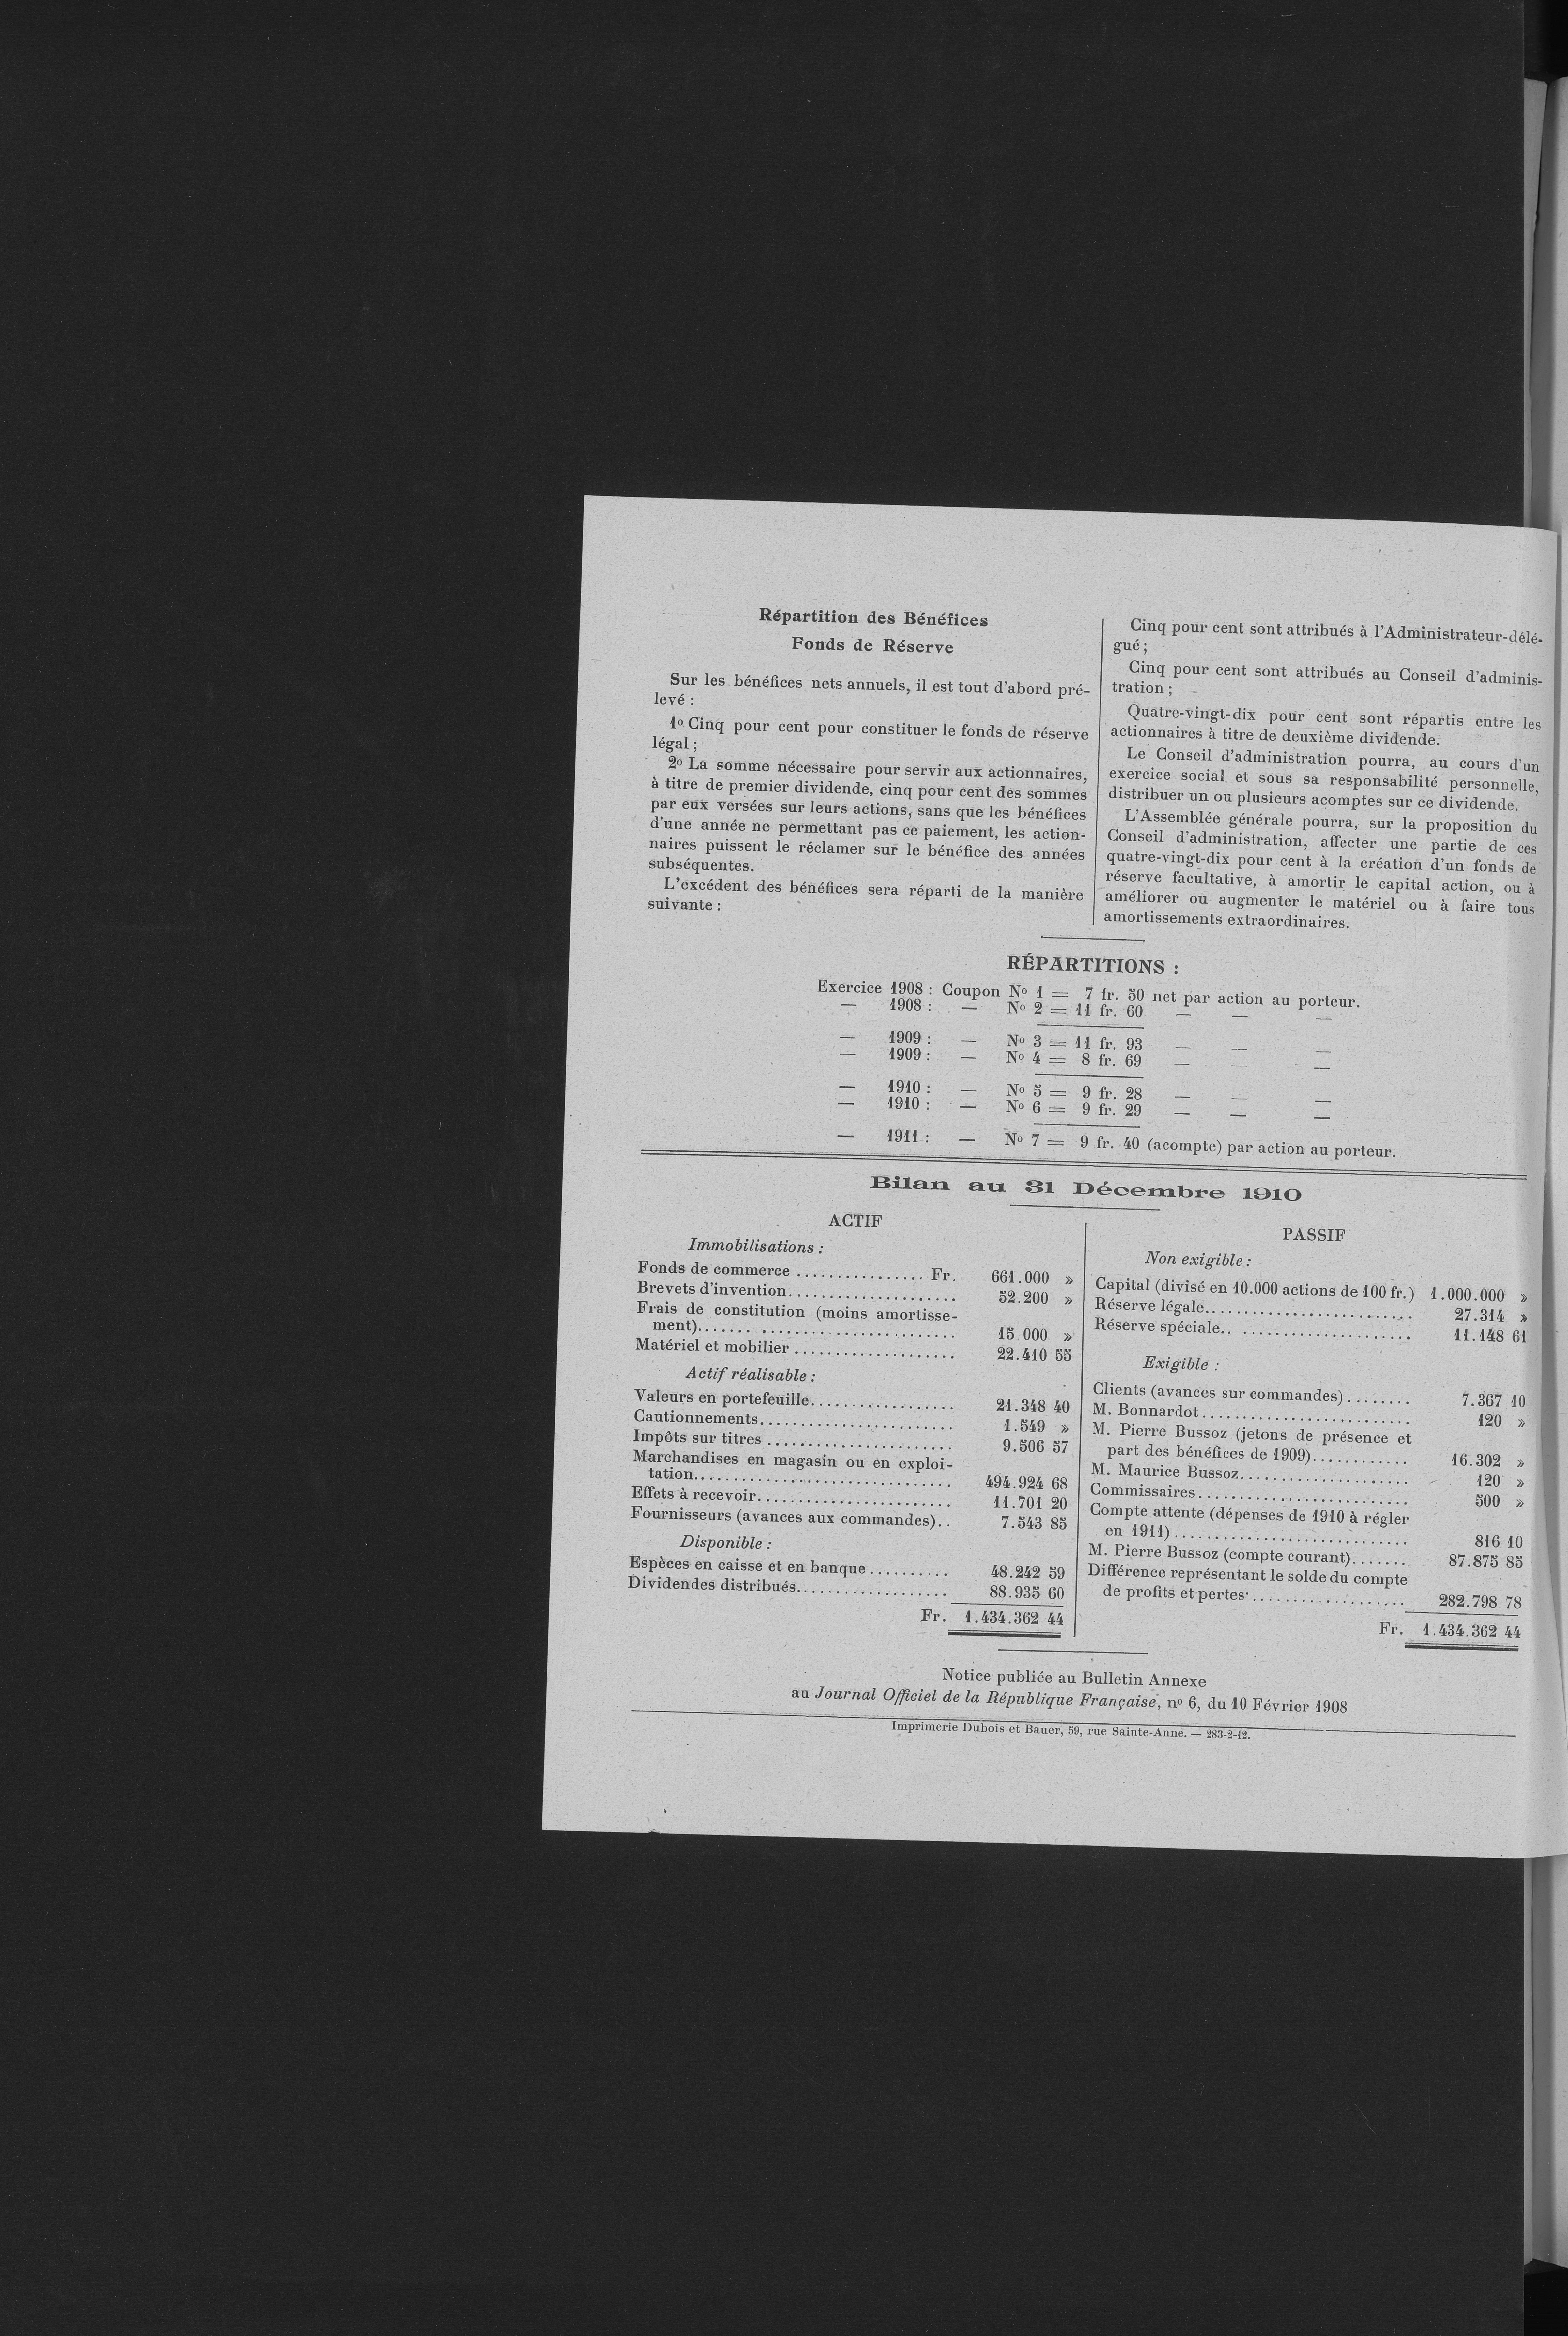 Répartition des Bénéfices
Fonds de Réserve
Sur les bénéfices nets annuels, il est tout d'abord pré-
levé :
1º Cinq pour cent pour constituer le fonds de réserve
légal ;
2º La somme nécessaire pour servir aux actionnaires,
à titre de premier dividende, cinq pour cent des sommes
par eux versées sur leurs actions, sans que les bénéfices
d'une année ne permettant pas ce paiement, les action-
naires puissent le réclamer sur le bénéfice des années
subséquentes.
L'excédent des bénéfices sera réparti de la manière
suivante :
Cinq pour cent sont attribués à l'Administrateur-délé-
gué ;
Cinq pour cent sont attribués au Conseil d'adminis-
tration ;
Quatre-vingt-dix pour cent sont répartis entre les
actionnaires à titre de deuxième dividende.
Le Conseil d'administration pourra, au cours d'un
exercice social et sous sa responsabilité personnelle,
distribuer un ou plusieurs acomptes sur ce dividende.
L'Assemblée générale pourra, sur la proposition du
Conseil d'administration, affecter une partie de ces
quatre-vingt-dix pour cent à la création d'un fonds de
réserve facultative, à amortir le capital action, ou à
améliorer ou augmenter le matériel ou à faire tous
amortissements extraordinaires.
RÉPARTITIONS :
Exercice 1908 : Coupon Nº 1 = 7 fr. 50 net par action au porteur.
— 1908 : — Nº 2 = 11 fr. 60 — — —
— 1909 : — Nº 3 = 11 fr. 93 — — —
— 1909 : — Nº 4 = 8 fr. 69 — — —
— 1910 : — Nº 5 = 9 fr. 28 — — —
— 1910 : — Nº 6 = 9 fr. 29 — — —
— 1911 : — Nº 7 = 9 fr. 40 (acompte) par action au porteur.
Bilan au 31 Décembre 1910
ACTIF
Immobilisations :
Fonds de commerce ................ Fr. 661.000 »
Brevets d'invention..................... 52.200 »
Frais de constitution (moins amortisse-
ment)................................ 15.000 »
Matériel et mobilier .................... 22.410 55
Actif réalisable :
Valeurs en portefeuille.................. 21.348 40
Cautionnements........................ 1.549 »
Impôts sur titres ....................... 9.506 57
Marchandises en magasin ou en exploi-
tation................................ 494.924 68
Effets à recevoir........................ 11.701 20
Fournisseurs (avances aux commandes).. 7.543 85
Disponible :
Espèces en caisse et en banque.......... 48.242 59
Dividendes distribués................... 88.935 60
Fr. 1.434.362 44
PASSIF
Non exigible :
Capital (divisé en 10.000 actions de 100 fr.) 1.000.000 »
Réserve légale......................... 27.314 »
Réserve spéciale....................... 11.148 61
Exigible :
Clients (avances sur commandes)........ 7.367 10
M. Bonnardot.......................... 120 »
M. Pierre Bussoz (jetons de présence et
part des bénéfices de 1909)............ 16.302 »
M. Maurice Bussoz..................... 120 »
Commissaires.......................... 500 »
Compte attente (dépenses de 1910 à régler
en 1911)............................. 816 10
M. Pierre Bussoz (compte courant)....... 87.875 85
Différence représentant le solde du compte
de profits et pertes................... 282.798 78
Fr. 1.434.362 44
Notice publiée au Bulletin Annexe
au Journal Officiel de la République Française, nº 6, du 10 Février 1908
Imprimerie Dubois et Bauer, 59, rue Sainte-Anne. — 283-2-12.